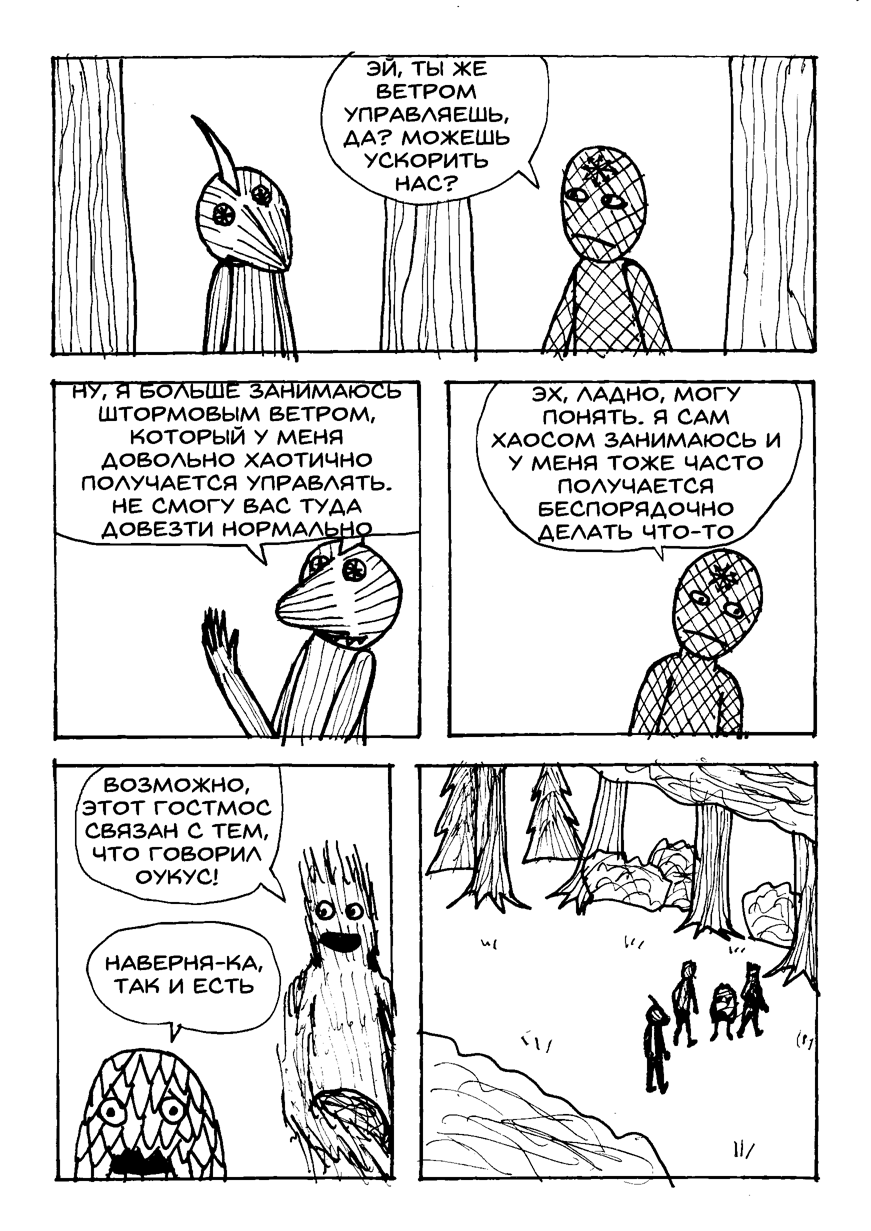 ЭЙ, ТЫ ЖЕ
ВЕТРОМ
УПРАВЛЯЕШЬ,
ДА? МОЖЕШЬ
УСКОРИТЬ
НАС?
НУ, Я БОЛЬШЕ ЗАНИМАЮСЬ
ШТОРМОВЫМ ВЕТРОМ,
КОТОРЫЙ У МЕНЯ
ДОВОЛЬНО ХАОТИЧНО
ПОЛУЧАЕТСЯ УПРАВЛЯТЬ.
НЕ СМОГУ ВАС ТУДА
ДОВЕЗТИ НОРМАЛЬНО
ЭХ, ЛАДНО, МОГУ
ПОНЯТЬ. Я САМ
ХАОСОМ ЗАНИМАЮСЬ И
У МЕНЯ ТОЖЕ ЧАСТО
ПОЛУЧАЕТСЯ
БЕСПОРЯДОЧНО
ДЕЛАТЬ ЧТО-ТО
ВОЗМОЖНО,
ЭТОТ ГОСТМОС
СВЯЗАН С ТЕМ,
ЧТО ГОВОРИЛ
ОУКУС!
НАВЕРНЯ-КА,
ТАК И ЕСТЬ